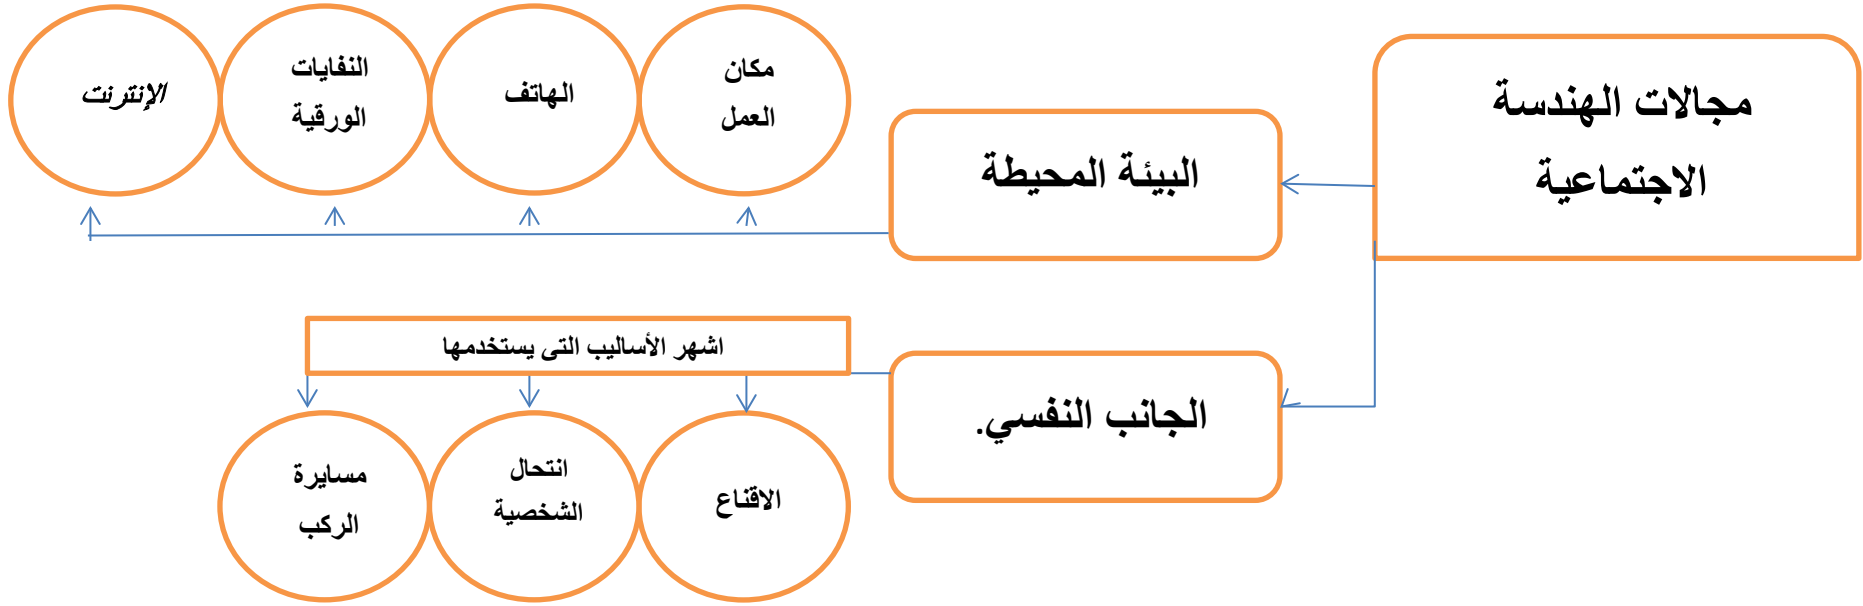 مجالات الهندسة
الاجتماعية
البيئة المحيطة
مكان
العمل
الهاتف
النفايات
الورقية
الإنترنت
الجانب النفسي.
اشهر الأساليب التى يستخدمها
الاقناع
انتحال
الشخصية
مسايرة
الركب